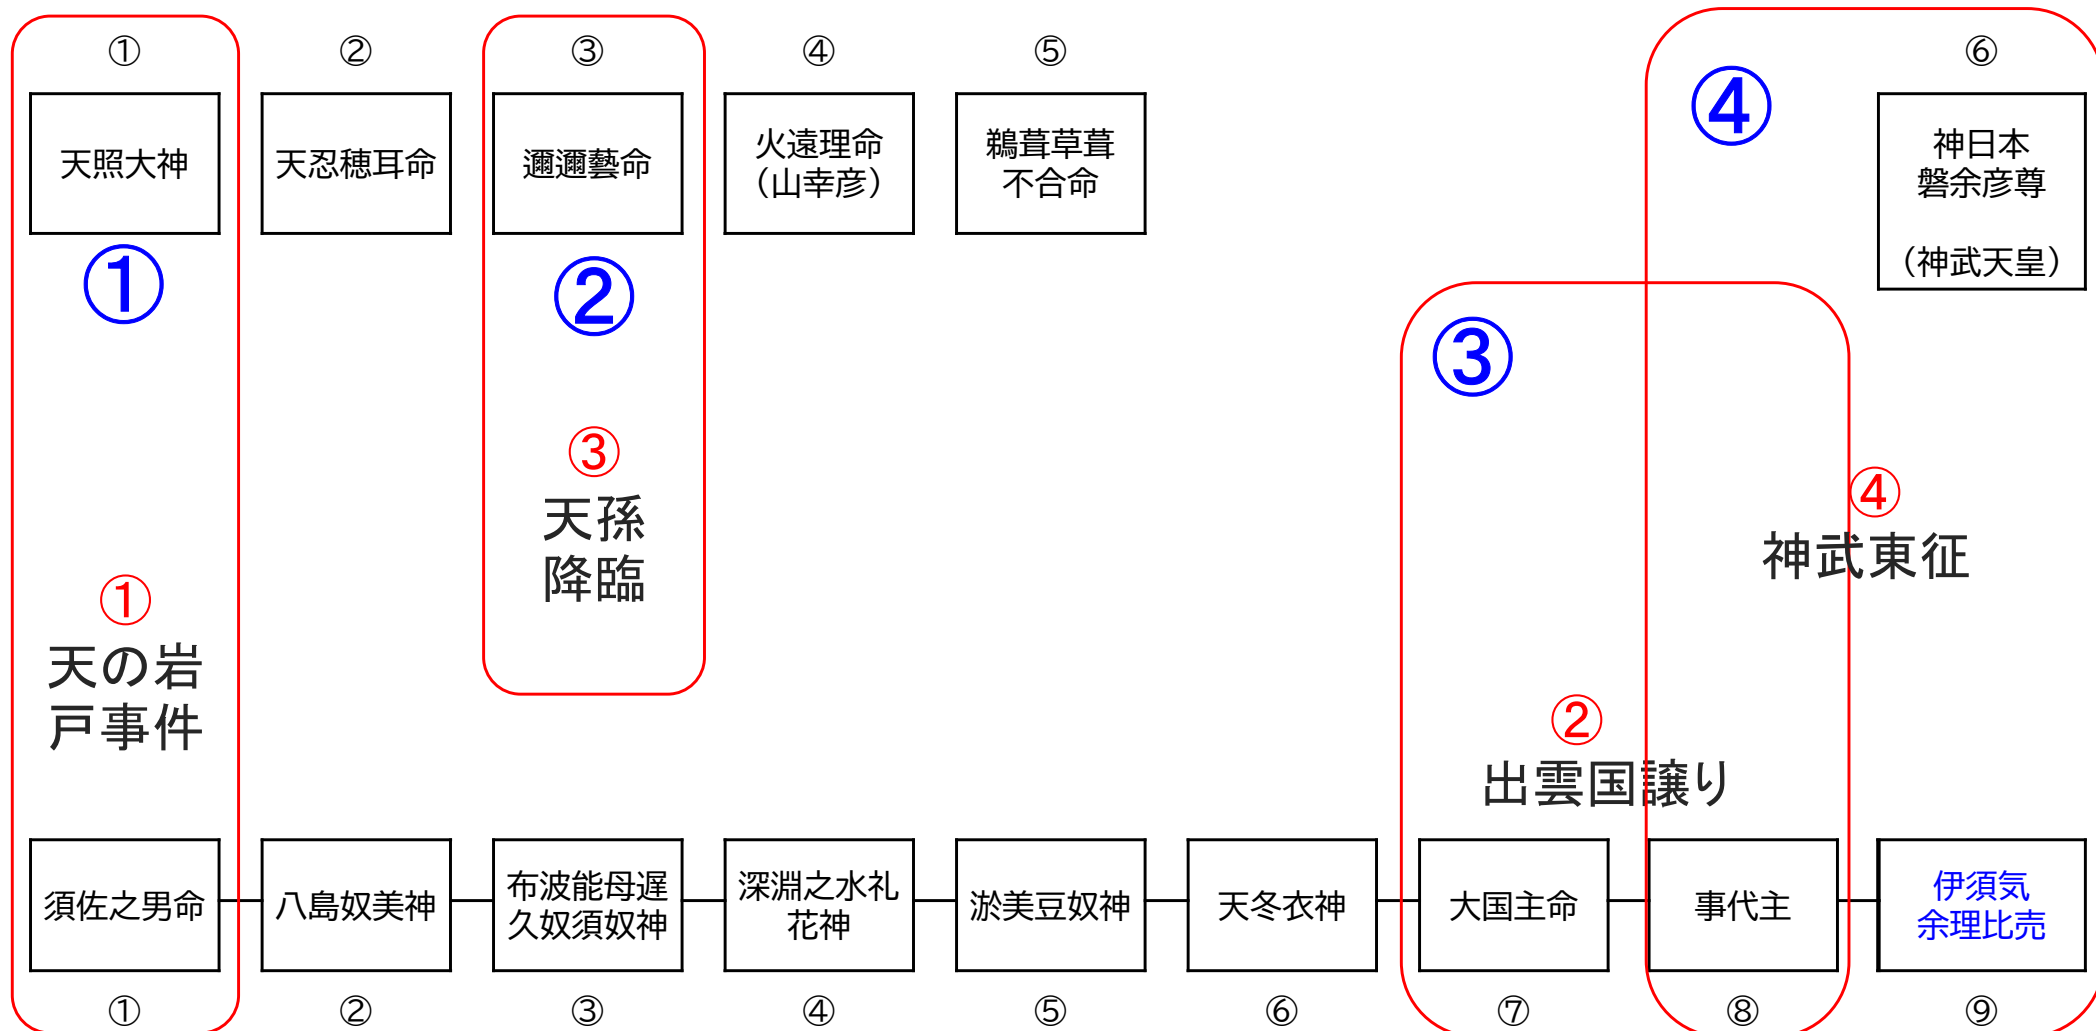 ①
②
③
④
⑤
⑥
天照大神
天忍穂耳命
邇邇藝命
火遠理命
（山幸彦）
鵜葺草葺
不合命
神日本
磐余彦尊
（神武天皇）
①
②
③
④
③
天孫
降臨
④
神武東征
①
天の岩
戸事件
②
出雲国譲り
須佐之男命
八島奴美神
布波能母遅
久奴須奴神
深淵之水礼
花神
淤美豆奴神
天冬衣神
大国主命
事代主
伊須気
余理比売
①
②
③
④
⑤
⑥
⑦
⑧
⑨